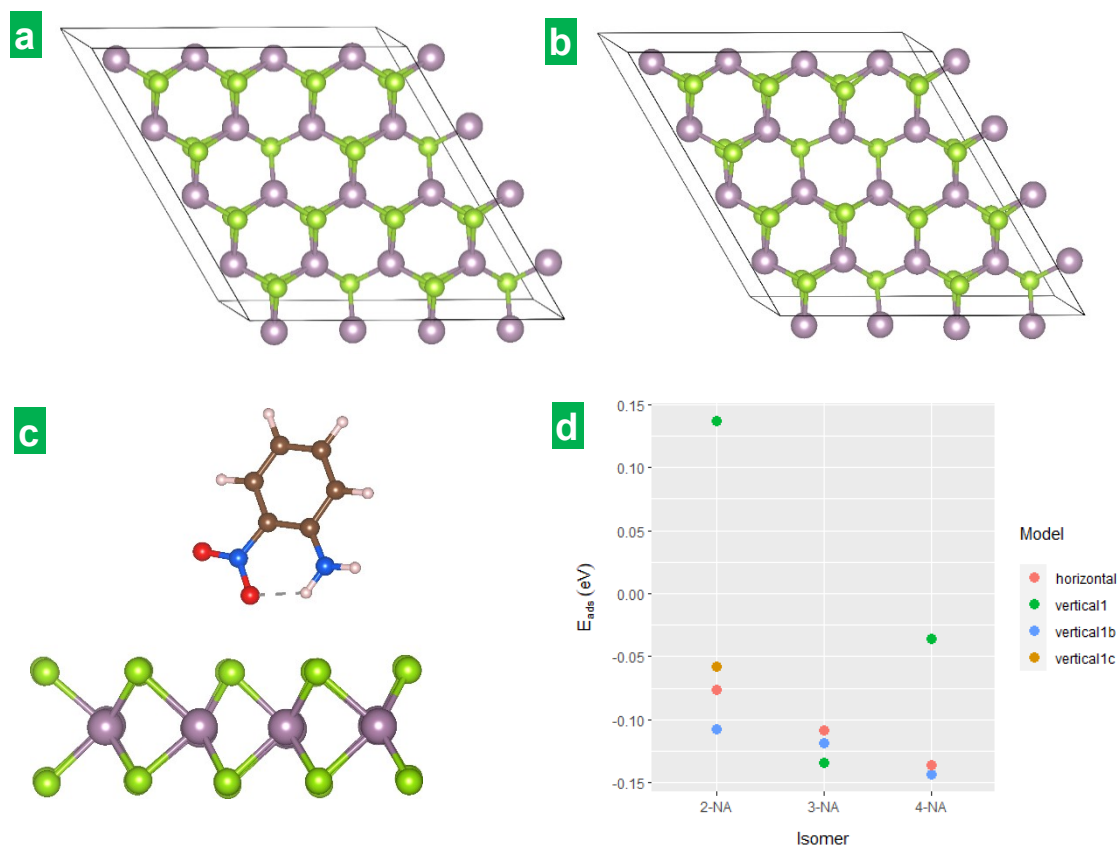 a
b
c
d
0.15
0.10
0.05
0.00
-0.05
-0.10
-0.15
E_ads (eV)
2-NA
3-NA
4-NA
Isomer
Model
horizontal
vertical1
vertical1b
vertical1c